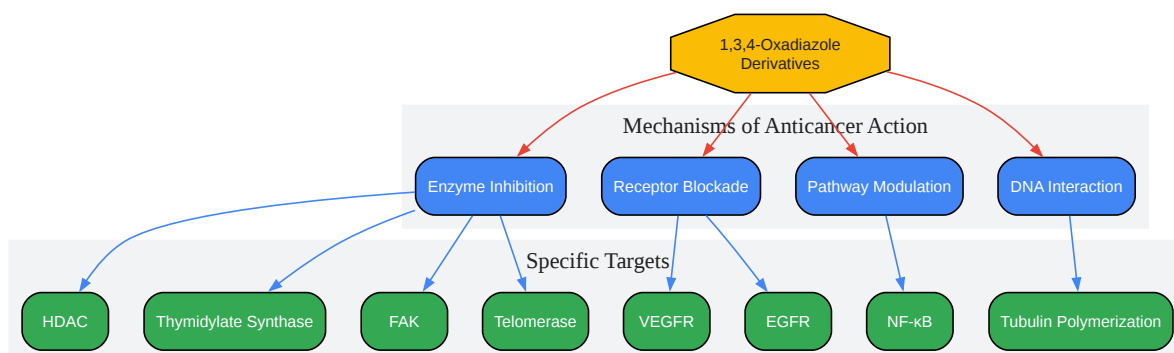 1,3,4-Oxadiazole
Derivatives
Mechanisms of Anticancer Action
Enzyme Inhibition
Receptor Blockade
Pathway Modulation
DNA Interaction
Specific Targets
HDAC
Thymidylate Synthase
FAK
Telomerase
VEGFR
EGFR
NF-κB
Tubulin Polymerization